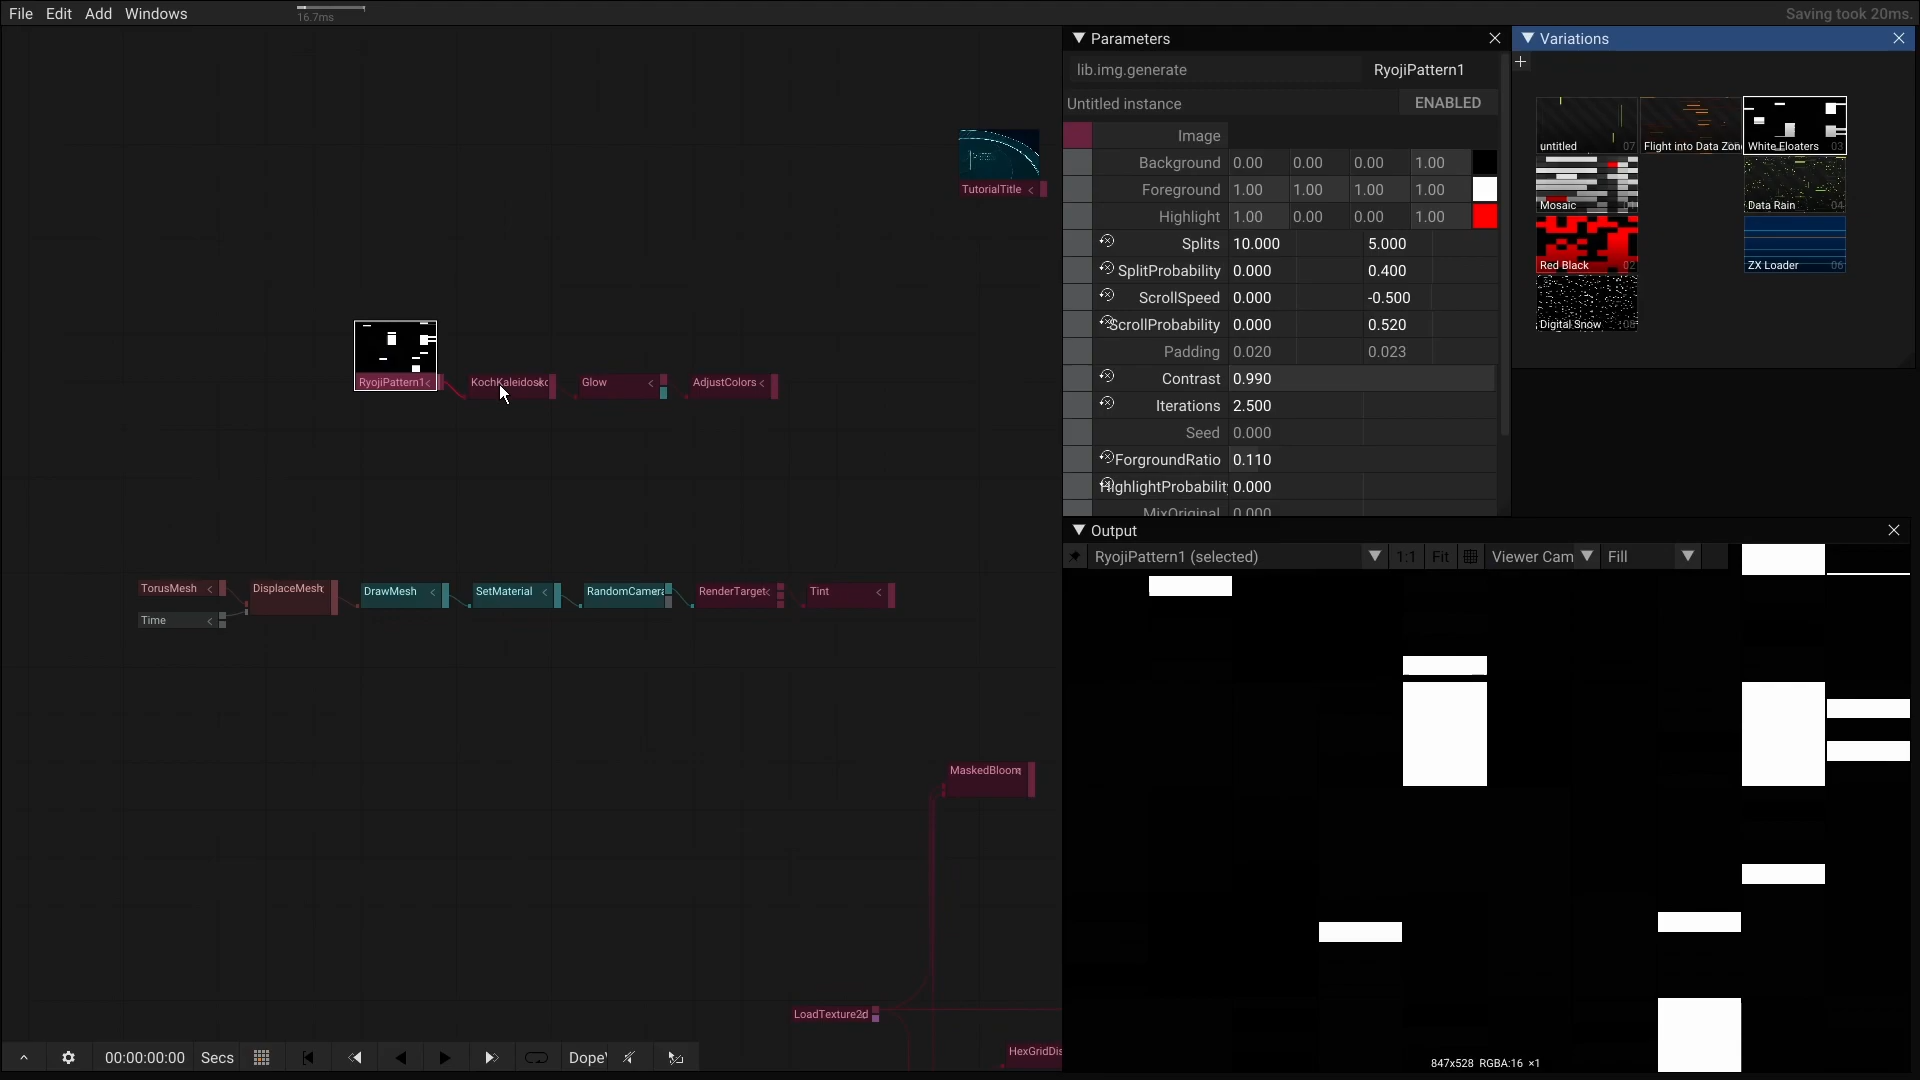 File Edit Add Windows
16.7ms
Saving took 20ms.
Parameters
lib.img.generate RyojiPattern1
Untitled instance ENABLED
Image
Background 0.00 0.00 0.00 1.00
Foreground 1.00 1.00 1.00 1.00
Highlight 1.00 0.00 0.00 1.00
Splits 10.000 5.000
SplitProbability 0.000 0.400
ScrollSpeed 0.000 -0.500
ScrollProbability 0.000 0.520
Padding 0.020 0.023
Contrast 0.990
Iterations 2.500
Seed 0.000
ForgroundRatio 0.110
HighlightProbabilit 0.000
MixOriginal 0.000
Variations
+
untitled 07
Flight into Data Zon
White Floaters 03
Mosaic
Data Rain 04
Red Black 02
ZX Loader 06
Digital Snow 08
TutorialTitle <
RyojiPattern1<
KochKaleidosk
Glow <
AdjustColors <
TorusMesh <
Time <
DisplaceMesh
DrawMesh <
SetMaterial <
RandomCamera
RenderTarget<
Tint <
MaskedBloom
LoadTexture2d
HexGridDis
Output
RyojiPattern1 (selected) 1:1 Fit Viewer Cam Fill
847x528 RGBA:16 ×1
00:00:00:00 Secs Dope